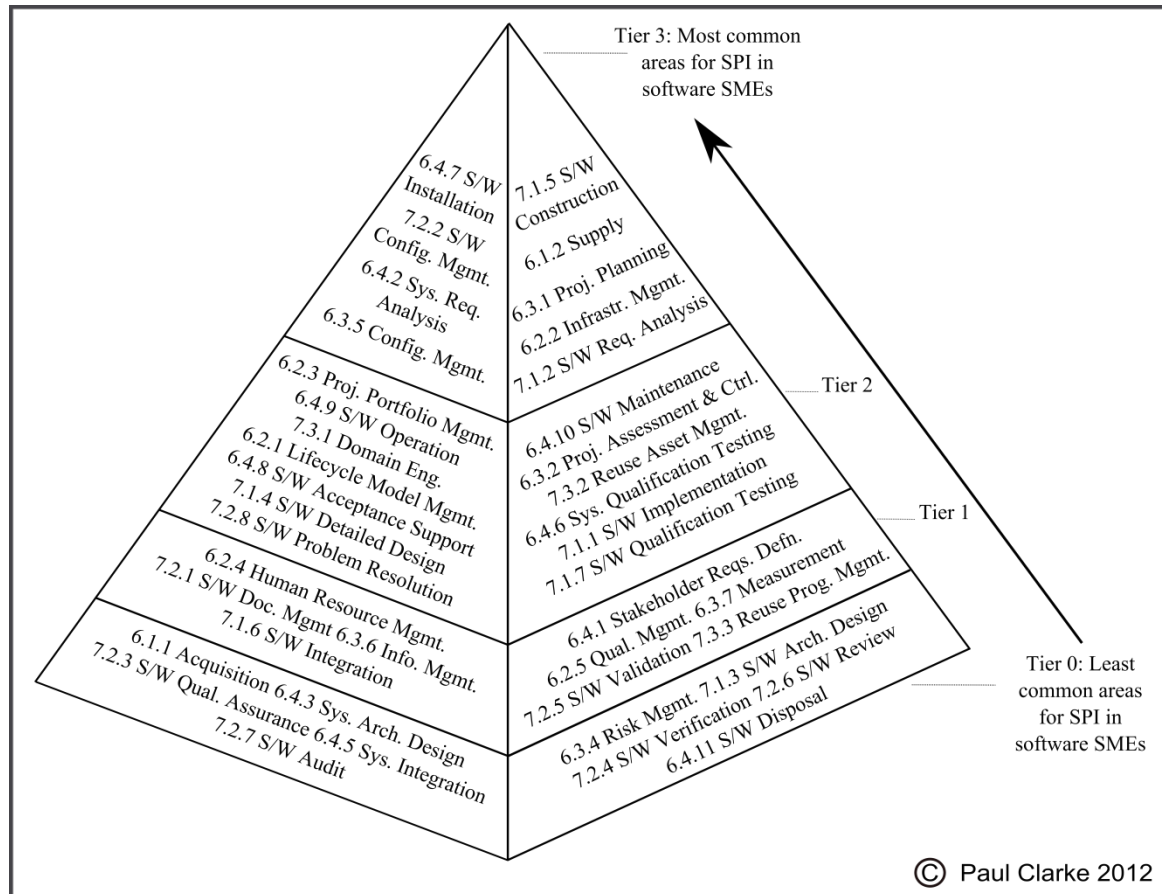 Tier 3: Most common
areas for SPI in
software SMEs
6.4.7 S/W
Installation
7.2.2 S/W
Config. Mgmt.
6.4.2 Sys. Req.
Analysis
6.3.5 Config. Mgmt.
7.1.5 S/W
Construction
6.1.2 Supply
6.3.1 Proj. Planning
6.2.2 Infrastr. Mgmt.
7.1.2 S/W Req. Analysis
6.2.3 Proj. Portfolio Mgmt.
6.4.9 S/W Operation
7.3.1 Domain Eng.
6.2.1 Lifecycle Model Mgmt.
6.4.8 S/W Acceptance Support
7.1.4 S/W Detailed Design
7.2.8 S/W Problem Resolution
6.4.10 S/W Maintenance
6.3.2 Proj. Assessment & Ctrl.
7.3.2 Reuse Asset Mgmt.
6.4.6 Sys. Qualification Testing
7.1.1 S/W Implementation
7.1.7 S/W Qualification Testing
Tier 2
6.2.4 Human Resource Mgmt.
7.2.1 S/W Doc. Mgmt 6.3.6 Info. Mgmt.
7.1.6 S/W Integration
6.4.1 Stakeholder Reqs. Defn.
6.2.5 Qual. Mgmt. 6.3.7 Measurement
7.2.5 S/W Validation 7.3.3 Reuse Prog. Mgmt.
Tier 1
6.1.1 Acquisition 6.4.3 Sys. Arch. Design
7.2.3 S/W Qual. Assurance 6.4.5 Sys. Integration
7.2.7 S/W Audit
6.3.4 Risk Mgmt. 7.1.3 S/W Arch. Design
7.2.4 S/W Verification 7.2.6 S/W Review
6.4.11 S/W Disposal
Tier 0: Least
common areas
for SPI in
software SMEs
© Paul Clarke 2012